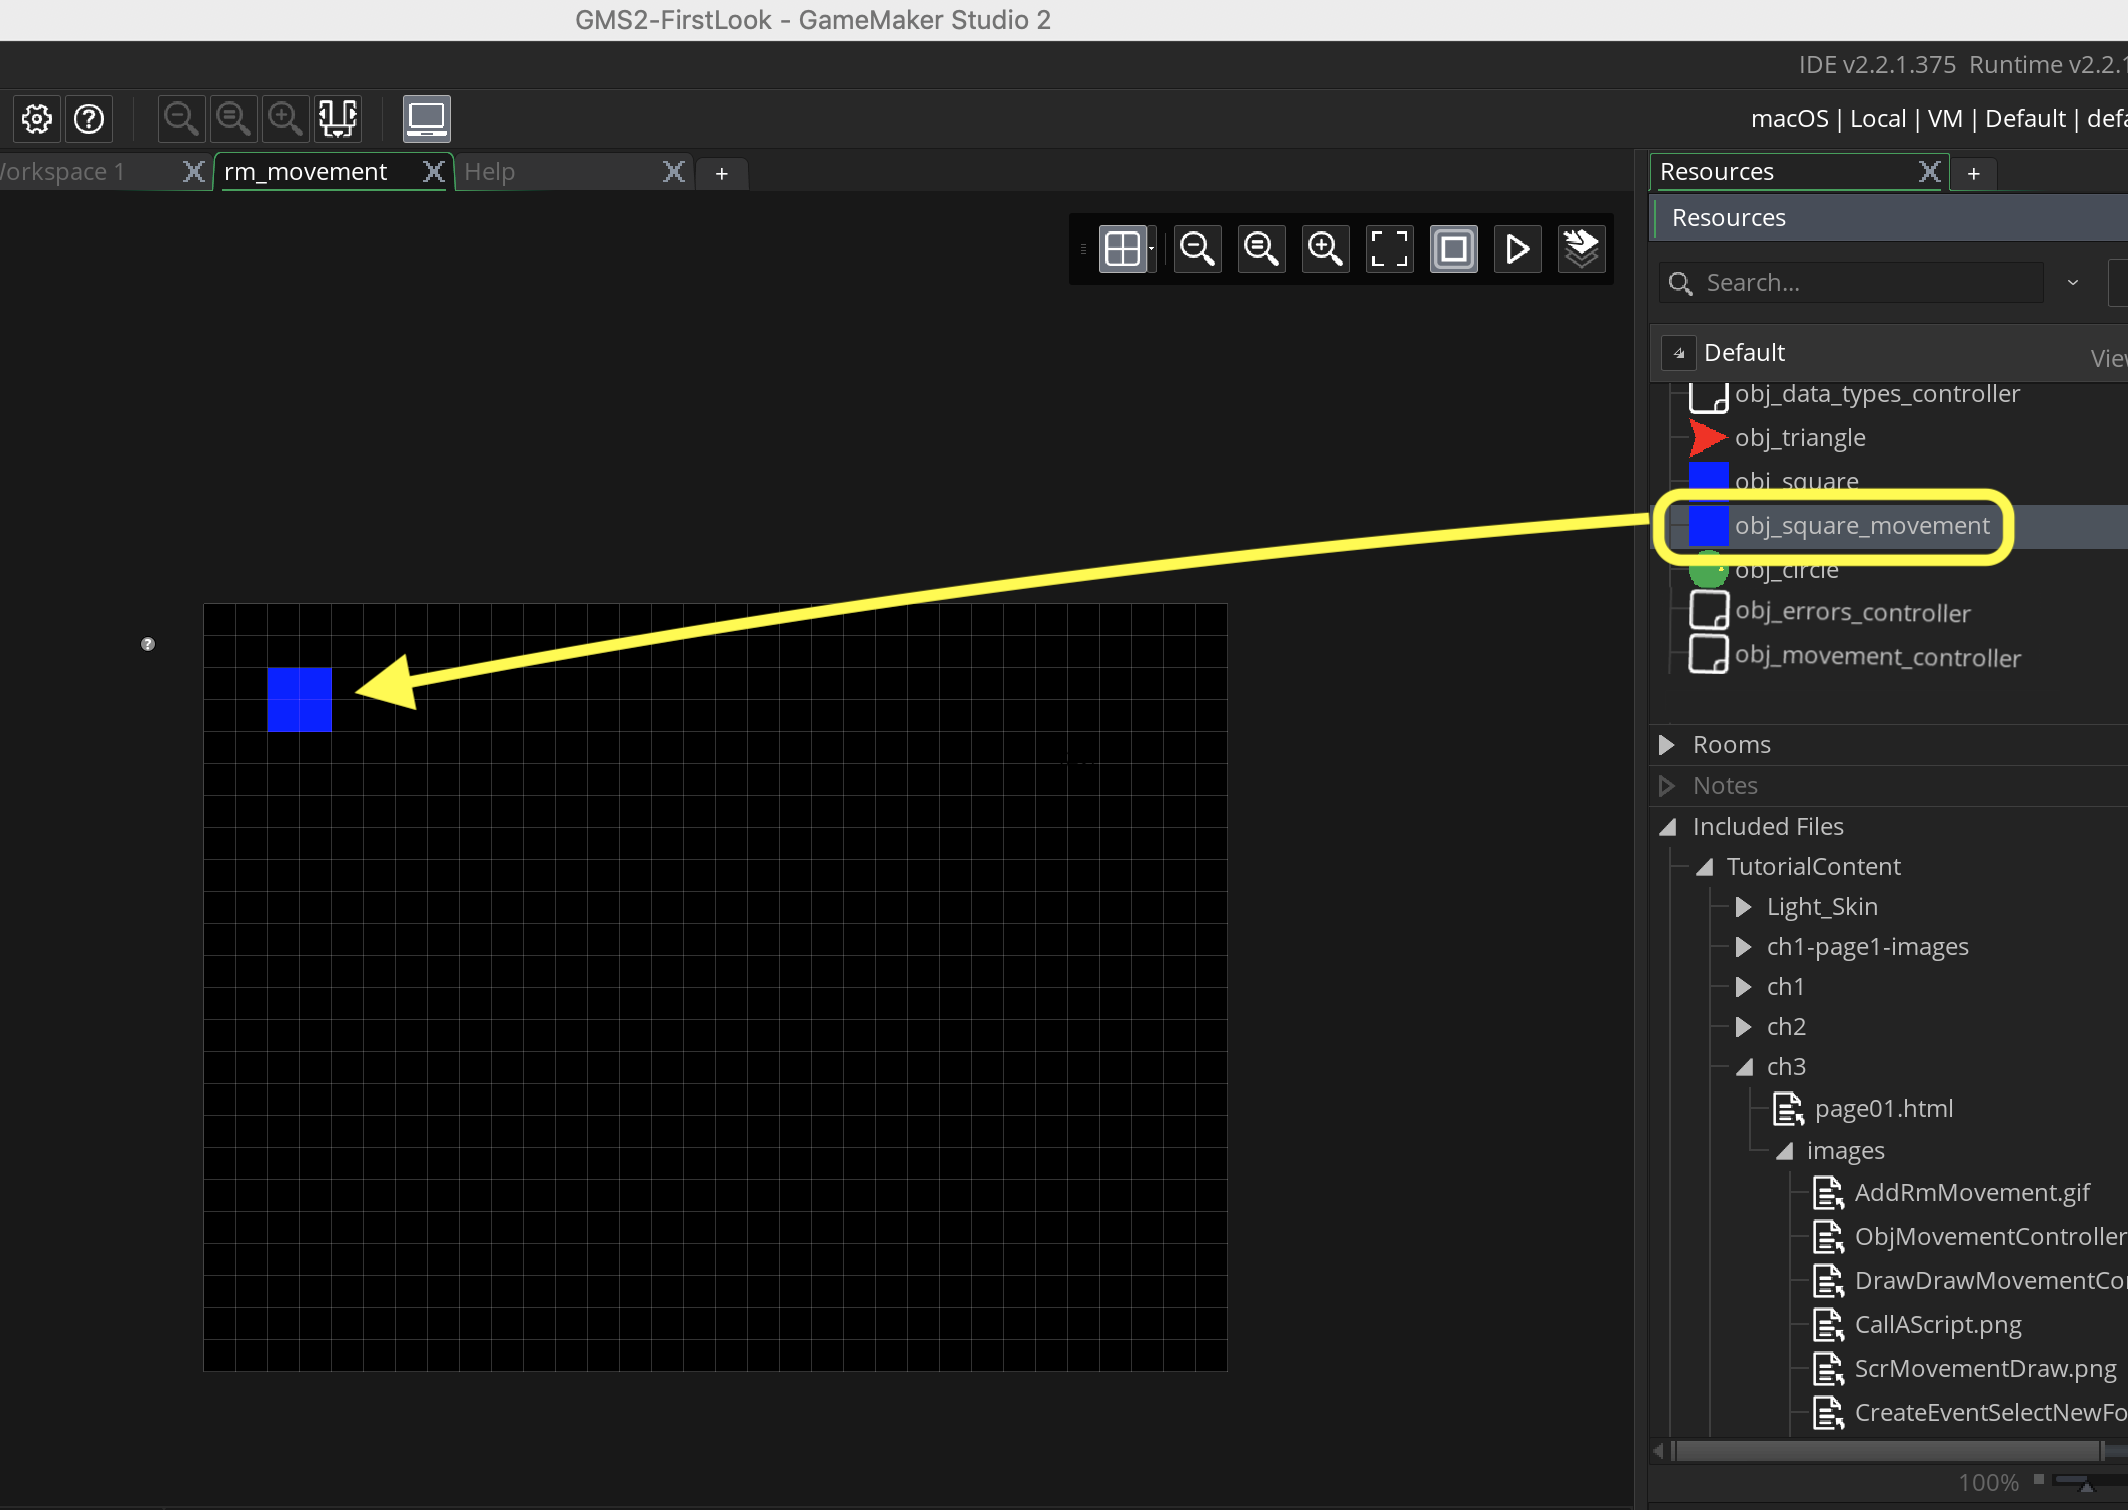 GMS2-FirstLook - GameMaker Studio 2
IDE v2.2.1.375 Runtime v2.2.1
macOS | Local | VM | Default | defa
orkspace 1
rm_movement
Help
+
Resources
+
Resources
Search...
Default
View
obj_data_types_controller
obj_triangle
obj_square
obj_square_movement
obj_circle
obj_errors_controller
obj_movement_controller
?
Rooms
Notes
Included Files
TutorialContent
Light_Skin
ch1-page1-images
ch1
ch2
ch3
page01.html
images
AddRmMovement.gif
ObjMovementController
DrawDrawMovementCon
CallAScript.png
ScrMovementDraw.png
CreateEventSelectNewFo
100%